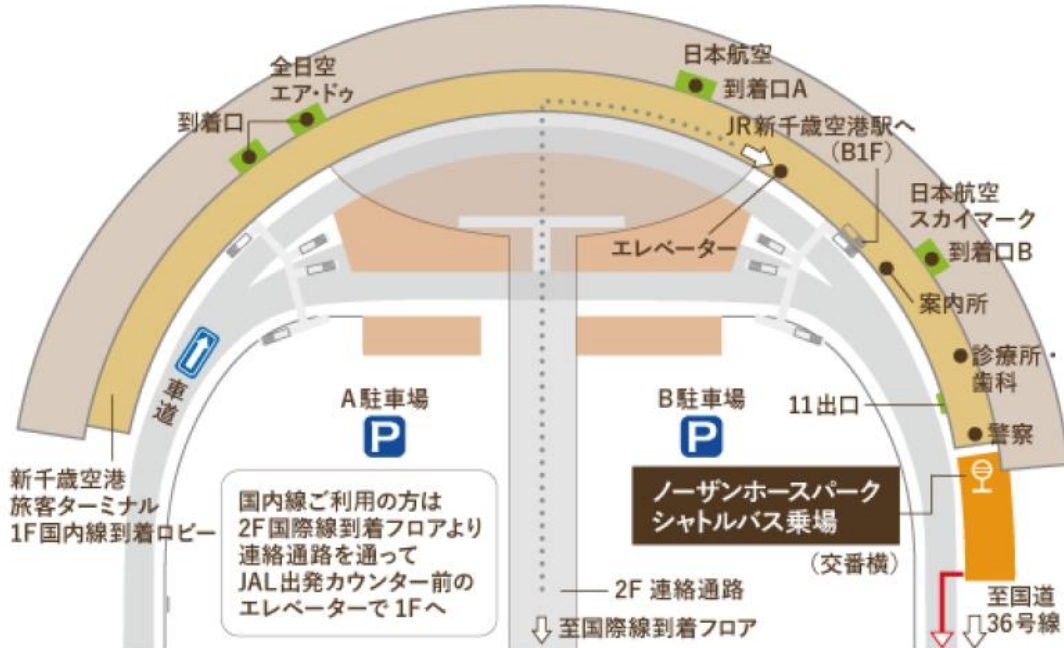 日本航空
到着口A
全日空
エア・ドゥ
到着口
JR新千歳空港駅へ
(B1F)
日本航空
スカイマーク
到着口B
エレベーター
案内所
診療所・
歯科
車道
A駐車場
P
B駐車場
P
11出口
警察
新千歳空港
旅客ターミナル
1F国内線到着ロビー
国内線ご利用の方は
2F国際線到着フロアより
連絡通路を通って
JAL出発カウンター前の
エレベーターで1Fへ
ノーザンホースパーク
シャトルバス乗場
(交番横)
2F 連絡通路
至国際線到着フロア
至国道
36号線